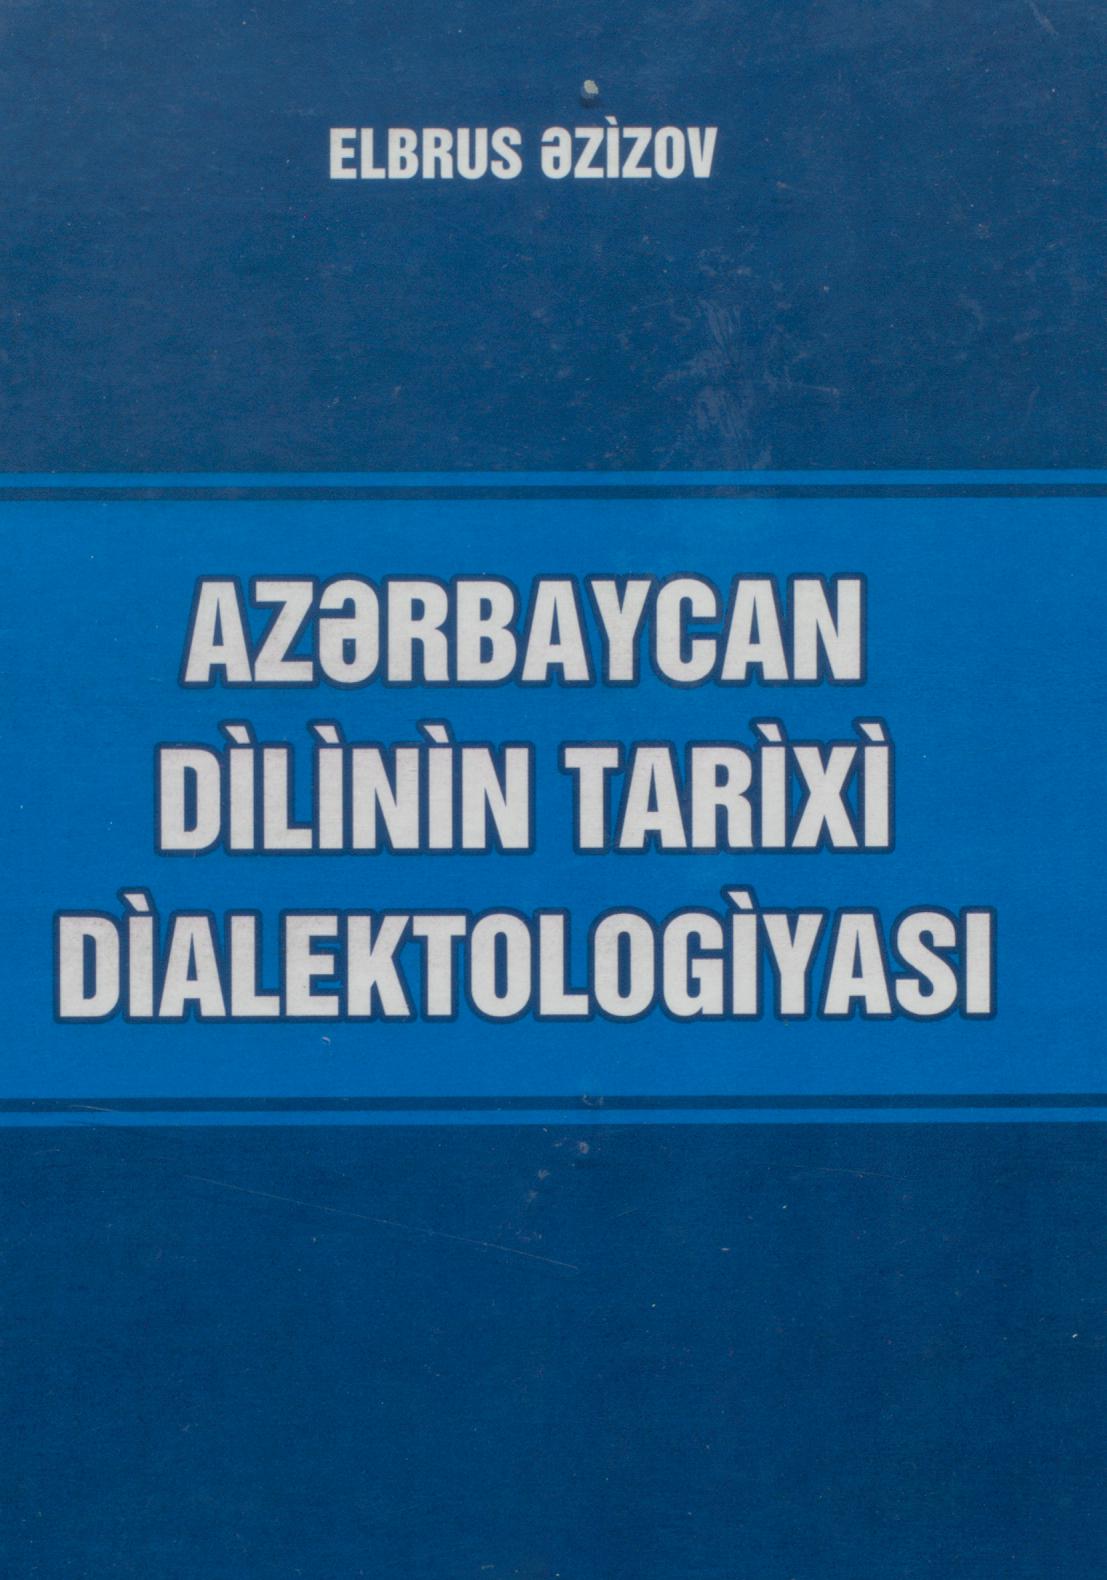 ELBRUS ƏZİZOV
AZƏRBAYCAN
DİLİNİN TARİXİ
DİALEKTOLOGİYASI